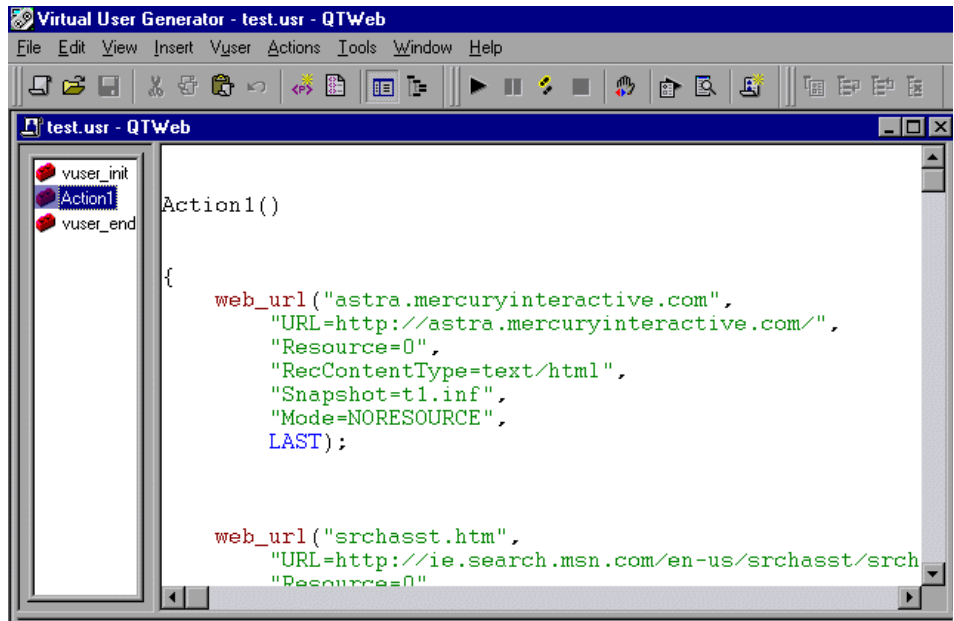 Virtual User Generator - test.usr - QTWeb
File Edit View Insert Vuser Actions Tools Window Help
test.usr - QTWeb
vuser_init
Action1
vuser_end
Action1()
{
web_url("astra.mercuryinteractive.com",
"URL=http://astra.mercuryinteractive.com/",
"Resource=0",
"RecContentType=text/html",
"Snapshot=t1.inf",
"Mode=NORESOURCE",
LAST);
web_url("srchasst.htm",
"URL=http://ie.search.msn.com/en-us/srchasst/srch
"Resource=0"